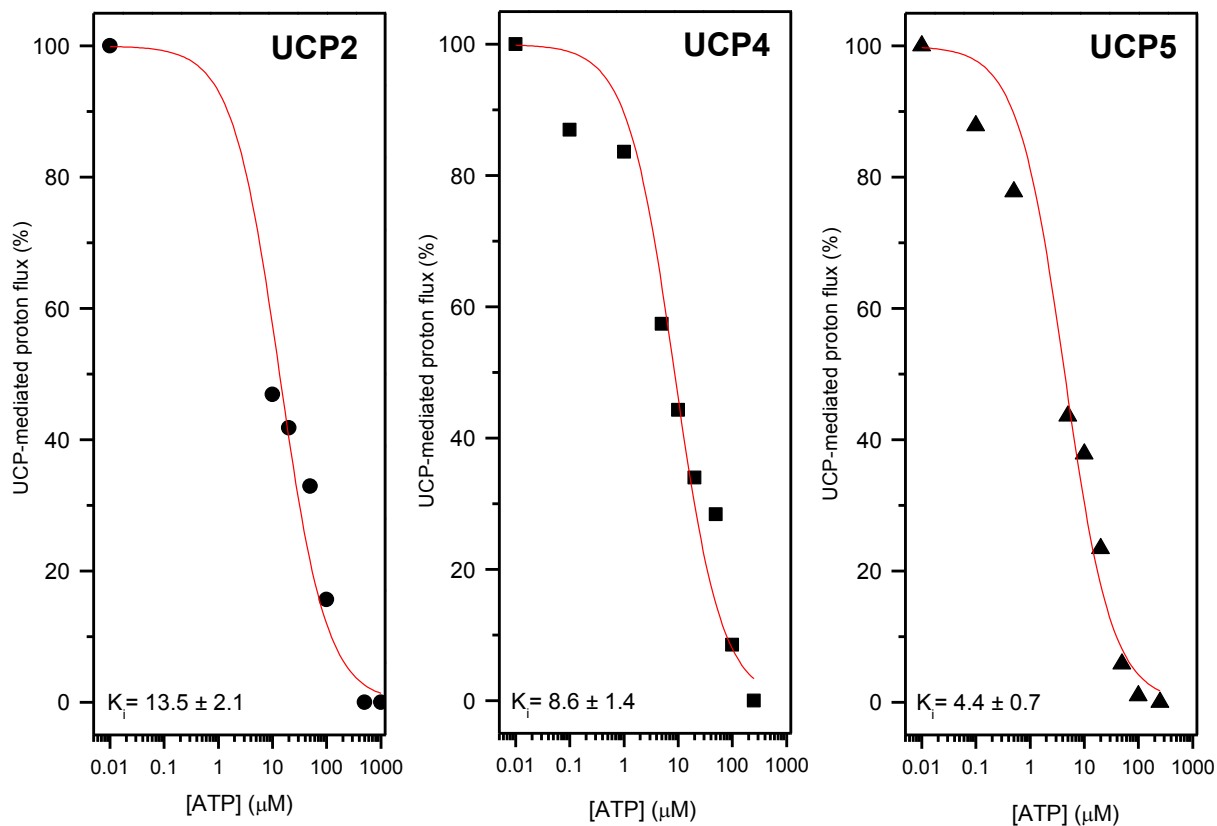 UCP2
UCP-mediated proton flux (%)
100
80
60
40
20
0
Ki= 13.5 ± 2.1
0.01 0.1 1 10 100 1000
[ATP] (μM)
UCP4
UCP-mediated proton flux (%)
100
80
60
40
20
0
Ki= 8.6 ± 1.4
0.01 0.1 1 10 100 1000
[ATP] (μM)
UCP5
UCP-mediated proton flux (%)
100
80
60
40
20
0
Ki= 4.4 ± 0.7
0.01 0.1 1 10 100 1000
[ATP] (μM)